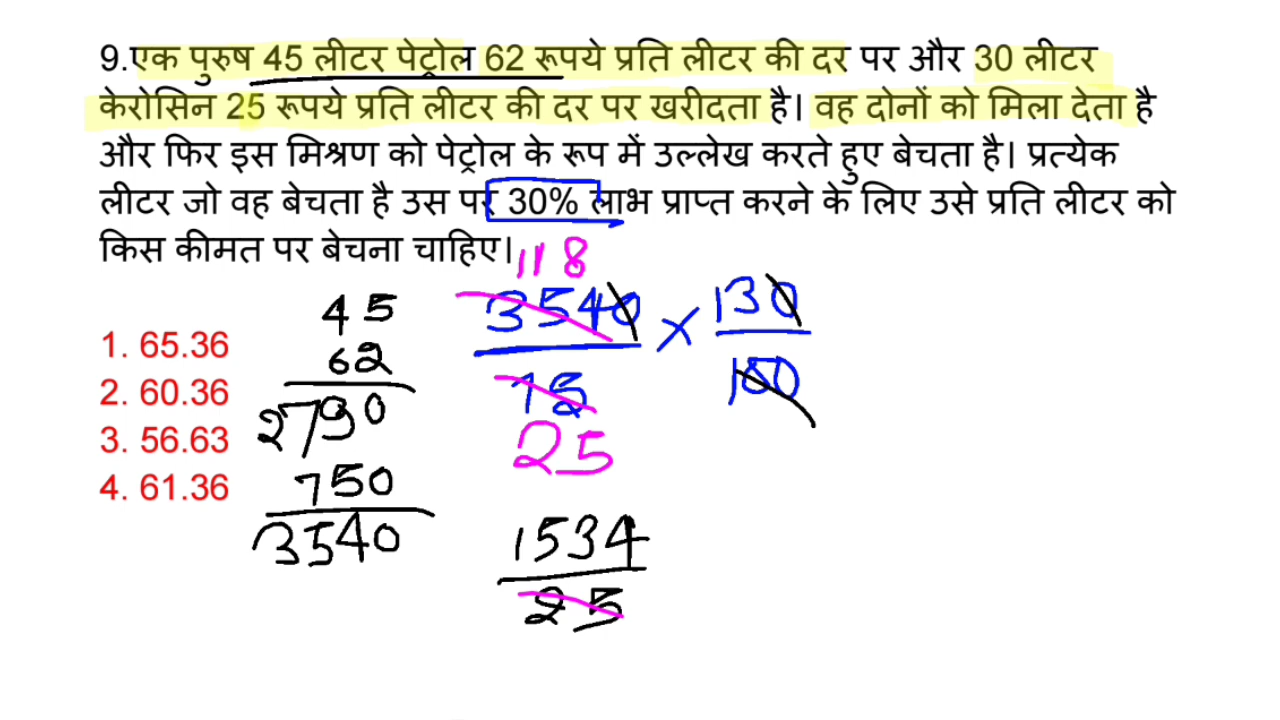 9.एक पुरुष 45 लीटर पेट्रोल 62 रूपये प्रति लीटर की दर पर और 30 लीटर
केरोसिन 25 रूपये प्रति लीटर की दर पर खरीदता है। वह दोनों को मिला देता है
और फिर इस मिश्रण को पेट्रोल के रूप में उल्लेख करते हुए बेचता है। प्रत्येक
लीटर जो वह बेचता है उस पर 30% लाभ प्राप्त करने के लिए उसे प्रति लीटर को
किस कीमत पर बेचना चाहिए।
1. 65.36
2. 60.36
3. 56.63
4. 61.36
45
62
2790
750
3540
118
3540 × 130
15 100
25
1534
25